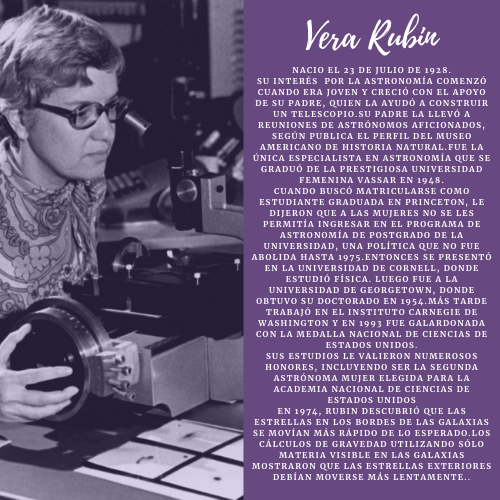 Vera Rubin
NACIO EL 23 DE JULIO DE 1928.
SU INTERÉS POR LA ASTRONOMÍA COMENZÓ
CUANDO ERA JOVEN Y CRECIÓ CON EL APOYO
DE SU PADRE, QUIEN LA AYUDÓ A CONSTRUIR
UN TELESCOPIO.SU PADRE LA LLEVÓ A
REUNIONES DE ASTRÓNOMOS AFICIONADOS,
SEGÚN PUBLICA EL PERFIL DEL MUSEO
AMERICANO DE HISTORIA NATURAL.FUE LA
ÚNICA ESPECIALISTA EN ASTRONOMÍA QUE SE
GRADUÓ DE LA PRESTIGIOSA UNIVERSIDAD
FEMENINA VASSAR EN 1948.
CUANDO BUSCÓ MATRICULARSE COMO
ESTUDIANTE GRADUADA EN PRINCETON, LE
DIJERON QUE A LAS MUJERES NO SE LES
PERMITÍA INGRESAR EN EL PROGRAMA DE
ASTRONOMÍA DE POSTGRADO DE LA
UNIVERSIDAD, UNA POLÍTICA QUE NO FUE
ABOLIDA HASTA 1975.ENTONCES SE PRESENTÓ
EN LA UNIVERSIDAD DE CORNELL, DONDE
ESTUDIÓ FÍSICA. LUEGO FUE A LA
UNIVERSIDAD DE GEORGETOWN, DONDE
OBTUVO SU DOCTORADO EN 1954.MÁS TARDE
TRABAJÓ EN EL INSTITUTO CARNEGIE DE
WASHINGTON Y EN 1993 FUE GALARDONADA
CON LA MEDALLA NACIONAL DE CIENCIAS DE
ESTADOS UNIDOS.
SUS ESTUDIOS LE VALIERON NUMEROSOS
HONORES, INCLUYENDO SER LA SEGUNDA
ASTRÓNOMA MUJER ELEGIDA PARA LA
ACADEMIA NACIONAL DE CIENCIAS DE
ESTADOS UNIDOS
EN 1974, RUBIN DESCUBRIÓ QUE LAS
ESTRELLAS EN LOS BORDES DE LAS GALAXIAS
SE MOVÍAN MÁS RÁPIDO DE LO ESPERADO.LOS
CÁLCULOS DE GRAVEDAD UTILIZANDO SÓLO
MATERIA VISIBLE EN LAS GALAXIAS
MOSTRARON QUE LAS ESTRELLAS EXTERIORES
DEBÍAN MOVERSE MÁS LENTAMENTE..